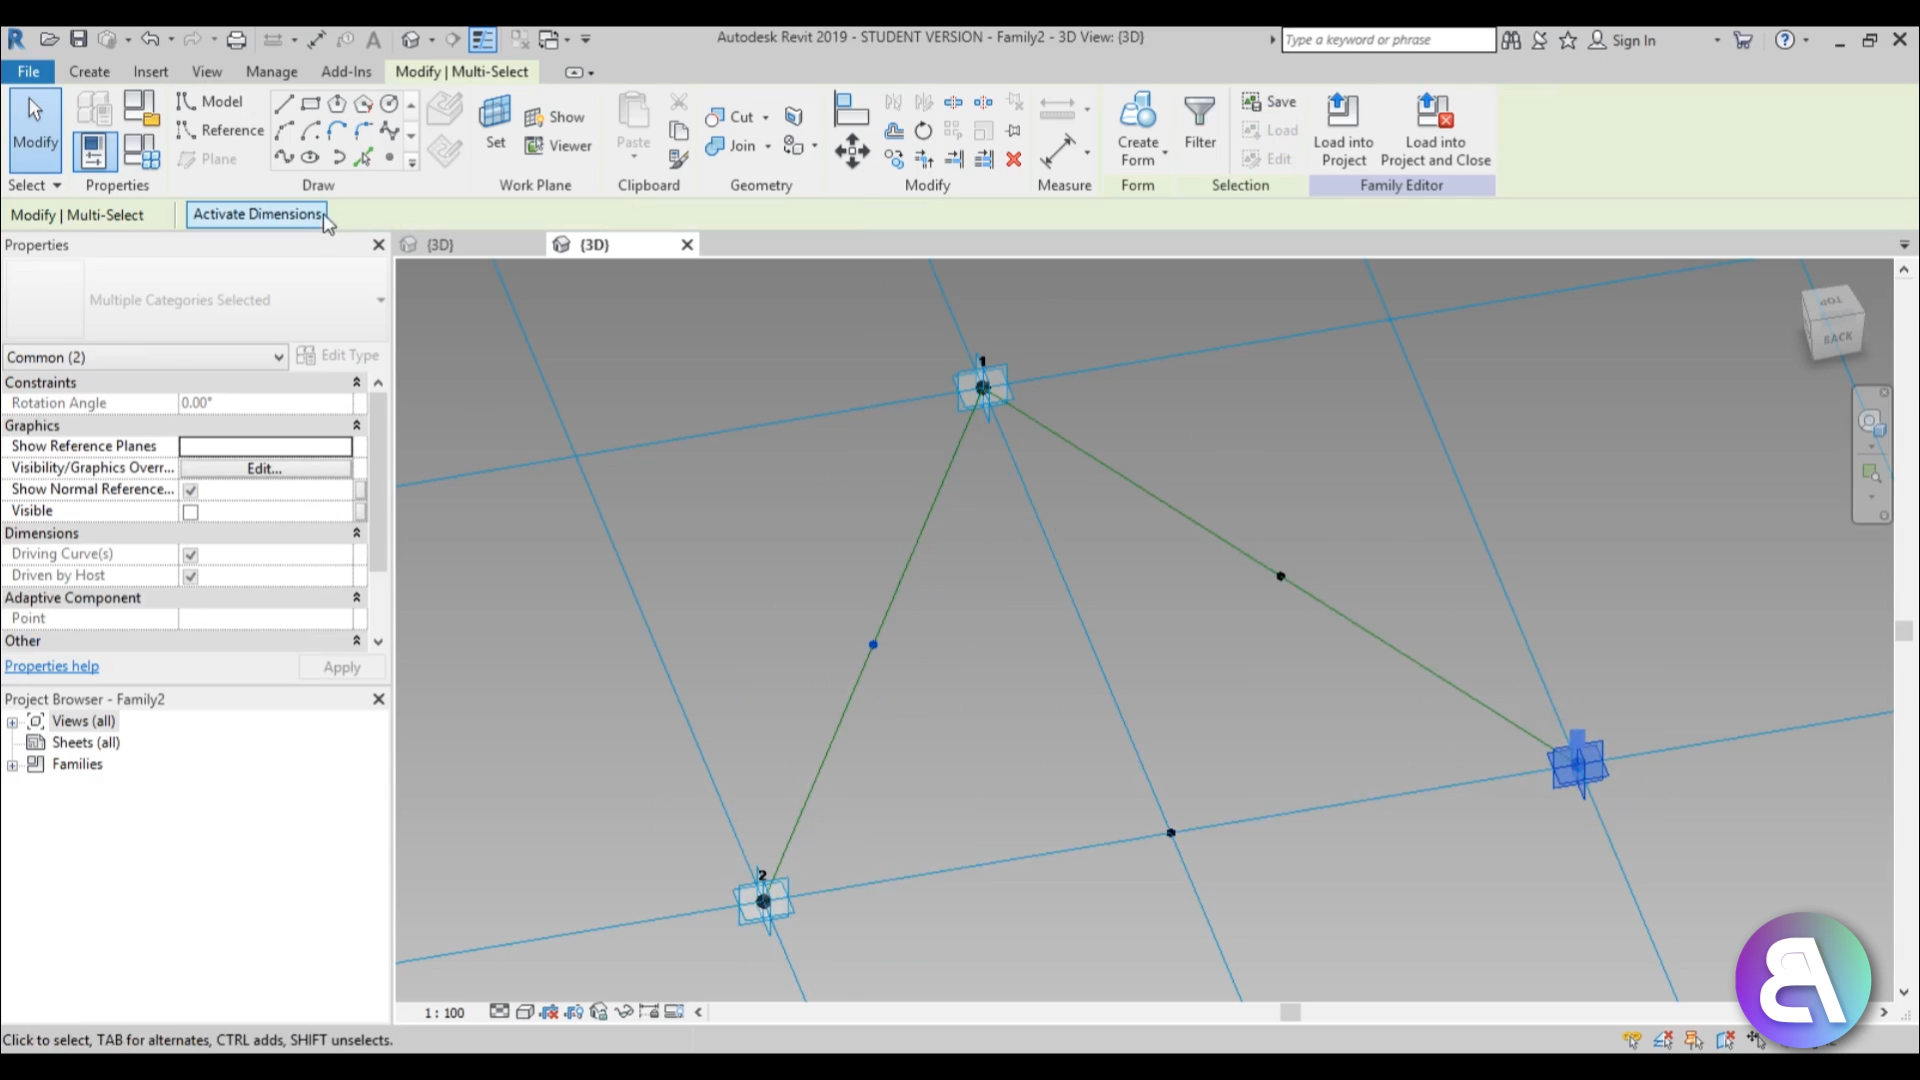 Autodesk Revit 2019 - STUDENT VERSION - Family2 - 3D View: {3D}
Type a keyword or phrase
Sign In
File Create Insert View Manage Add-Ins Modify | Multi-Select
Modify
Model
Reference
Plane
Set
Show
Viewer
Paste
Cut
Join
Create Form
Filter
Save
Load
Edit
Load into Project
Load into Project and Close
Select Properties Draw Work Plane Clipboard Geometry Modify Measure Form Selection Family Editor
Modify | Multi-Select Activate Dimensions
Properties
{3D} {3D}
Multiple Categories Selected
Common (2) Edit Type
Constraints
Rotation Angle 0.00°
Graphics
Show Reference Planes
Visibility/Graphics Overr... Edit...
Show Normal Reference...
Visible
Dimensions
Driving Curve(s)
Driven by Host
Adaptive Component
Point
Other
Properties help Apply
Project Browser - Family2
Views (all)
Sheets (all)
Families
TOP
BACK
1
2
1 : 100
Click to select, TAB for alternates, CTRL adds, SHIFT unselects.